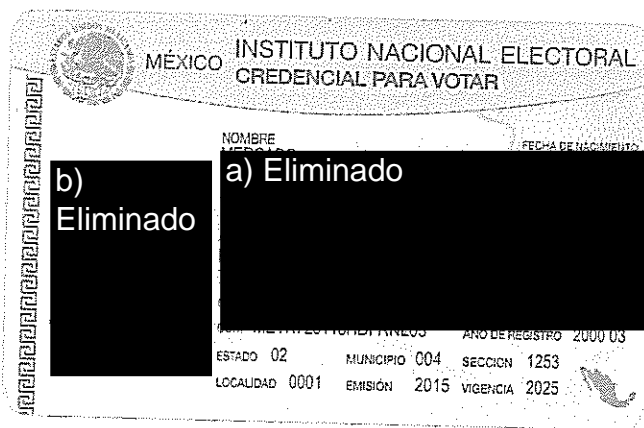 MÉXICO INSTITUTO NACIONAL ELECTORAL
CREDENCIAL PARA VOTAR
NOMBRE
FECHA DE NACIMIENTO
a) Eliminado
b)
Eliminado
AÑO DE REGISTRO 2000 03
ESTADO 02 MUNICIPIO 004 SECCION 1253
LOCALIDAD 0001 EMISIÓN 2015 VIGENCIA 2025